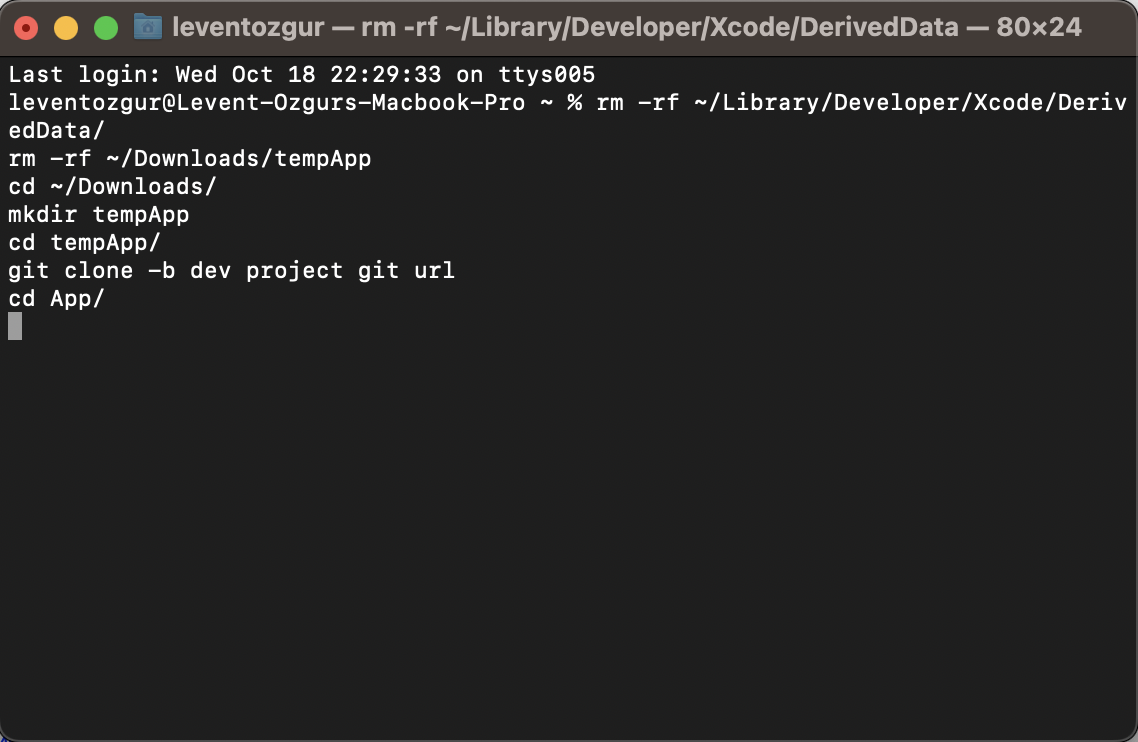 leventozgur — rm -rf ~/Library/Developer/Xcode/DerivedData — 80×24
Last login: Wed Oct 18 22:29:33 on ttys005
leventozgur@Levent-Ozgurs-Macbook-Pro ~ % rm -rf ~/Library/Developer/Xcode/Deriv
edData/
rm -rf ~/Downloads/tempApp
cd ~/Downloads/
mkdir tempApp
cd tempApp/
git clone -b dev project git url
cd App/